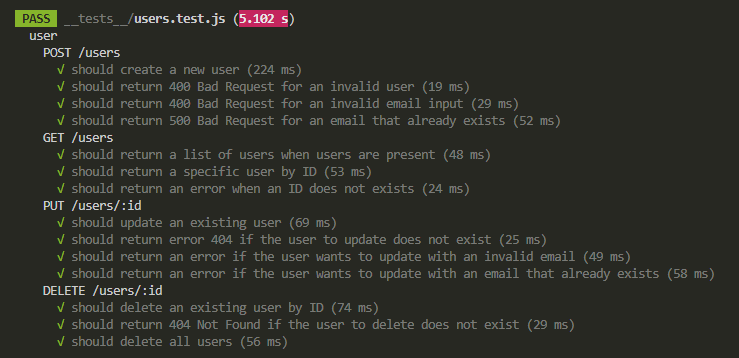 PASS __tests__/users.test.js (5.102 s)
user
POST /users
√ should create a new user (224 ms)
√ should return 400 Bad Request for an invalid user (19 ms)
√ should return 400 Bad Request for an invalid email input (29 ms)
√ should return 500 Bad Request for an email that already exists (52 ms)
GET /users
√ should return a list of users when users are present (48 ms)
√ should return a specific user by ID (53 ms)
√ should return an error when an ID does not exists (24 ms)
PUT /users/:id
√ should update an existing user (69 ms)
√ should return error 404 if the user to update does not exist (25 ms)
√ should return an error if the user wants to update with an invalid email (49 ms)
√ should return an error if the user wants to update with an email that already exists (58 ms)
DELETE /users/:id
√ should delete an existing user by ID (74 ms)
√ should return 404 Not Found if the user to delete does not exist (29 ms)
√ should delete all users (56 ms)